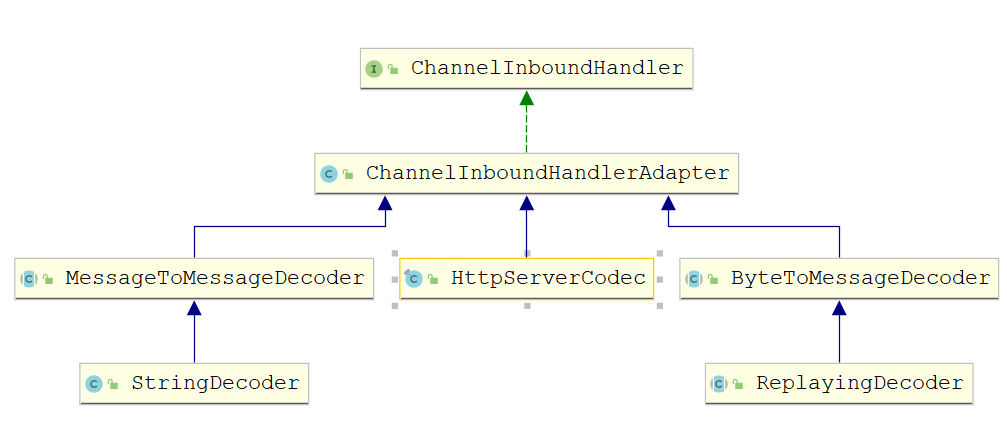 I ChannelInboundHandler
C ChannelInboundHandlerAdapter
C MessageToMessageDecoder
C HttpServerCodec
C ByteToMessageDecoder
C StringDecoder
C ReplayingDecoder